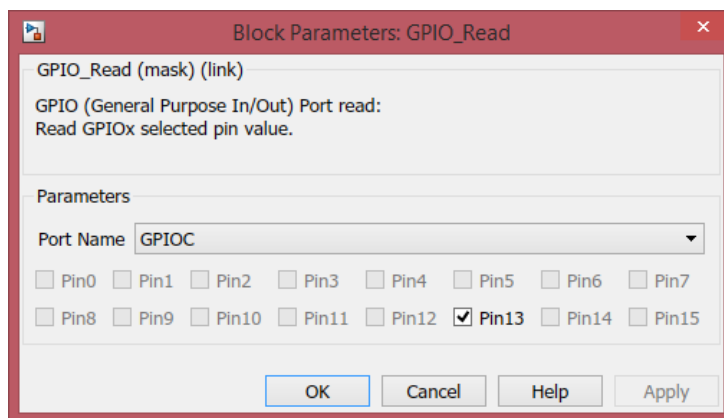 Block Parameters: GPIO_Read
GPIO_Read (mask) (link)
GPIO (General Purpose In/Out) Port read:
Read GPIOx selected pin value.
Parameters
Port Name GPIOC
Pin0 Pin1 Pin2 Pin3 Pin4 Pin5 Pin6 Pin7
Pin8 Pin9 Pin10 Pin11 Pin12 Pin13 Pin14 Pin15
OK Cancel Help Apply